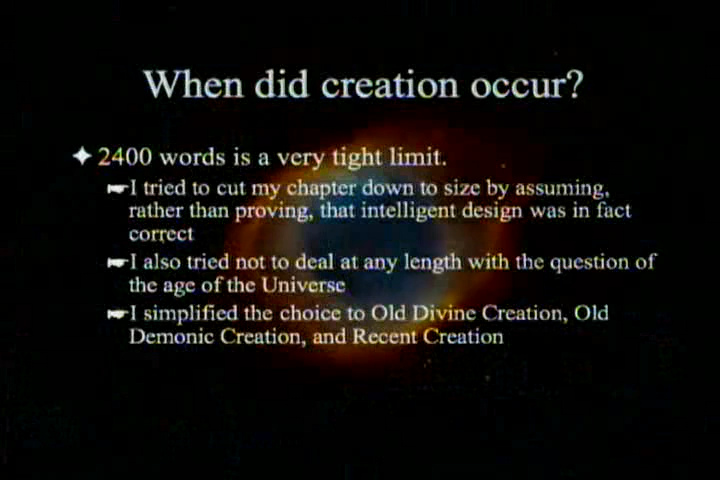 When did creation occur?
2400 words is a very tight limit.
I tried to cut my chapter down to size by assuming,
rather than proving, that intelligent design was in fact
correct
I also tried not to deal at any length with the question of
the age of the Universe
I simplified the choice to Old Divine Creation, Old
Demonic Creation, and Recent Creation